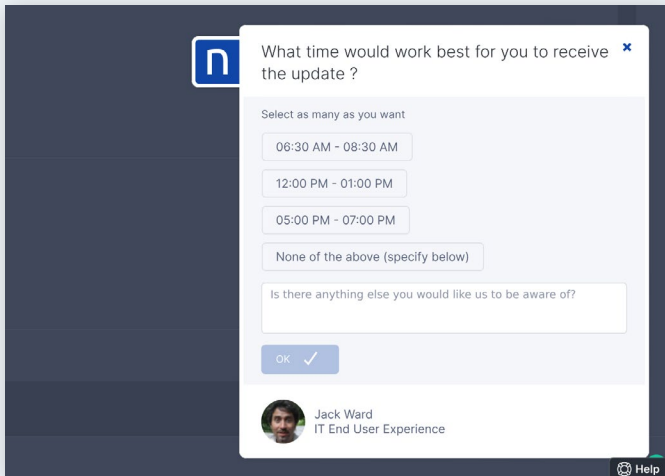 n
What time would work best for you to receive
the update ?
Select as many as you want
06:30 AM - 08:30 AM
12:00 PM - 01:00 PM
05:00 PM - 07:00 PM
None of the above (specify below)
Is there anything else you would like us to be aware of?
OK
Jack Ward
IT End User Experience
Help